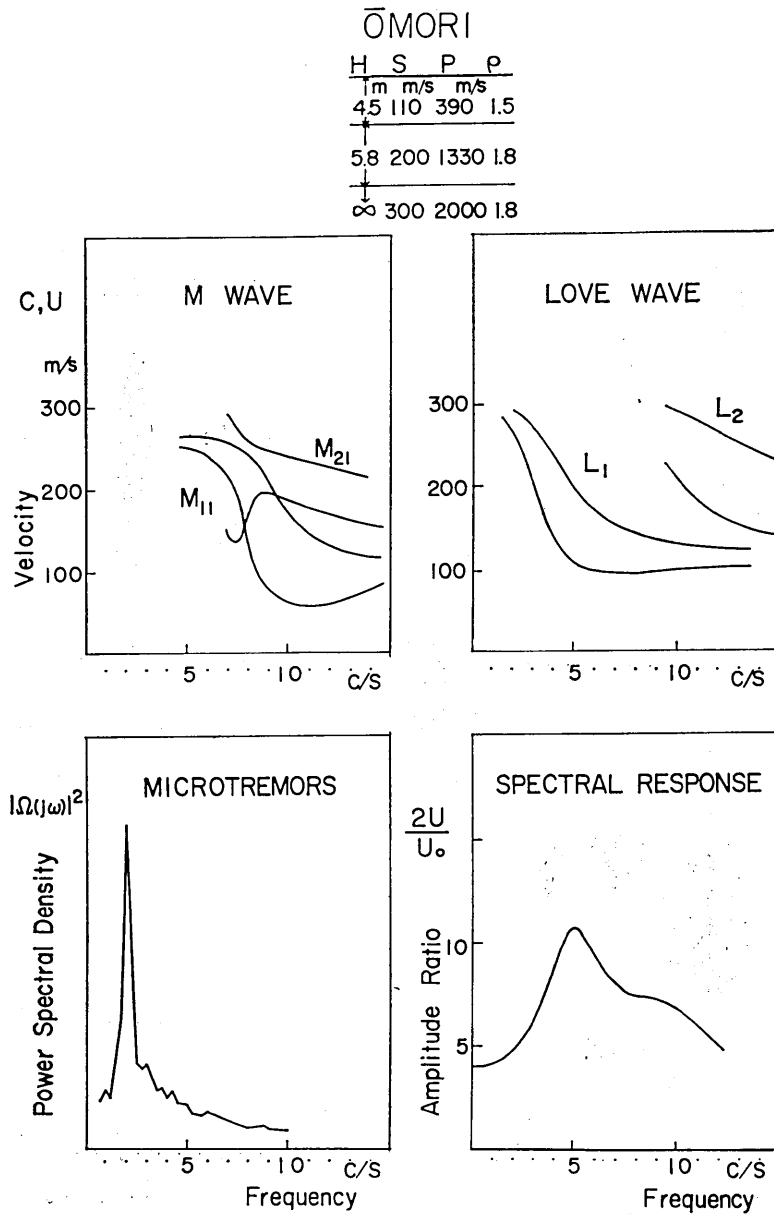 ŌMORI
H S P ρ
m m/s m/s
4.5 110 390 1.5
5.8 200 1330 1.8
∞ 300 2000 1.8
M WAVE
C,U
m/s
300
200
100
Velocity
M21
M11
5 10 C/S
LOVE WAVE
300
200
100
L2
L1
5 10 C/S
MICROTREMORS
|Ω(jω)|²
Power Spectral Density
5 10 C/S
Frequency
SPECTRAL RESPONSE
2U
U₀
Amplitude Ratio
10
5
5 10 C/S
Frequency